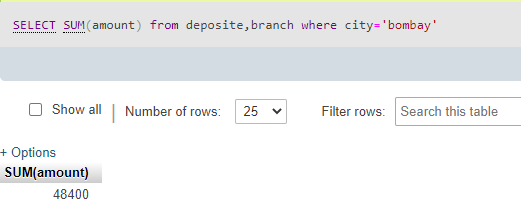 SELECT SUM(amount) from deposite,branch where city='bombay'
Show all | Number of rows: 25 Filter rows: Search this table
+ Options
SUM(amount)
48400